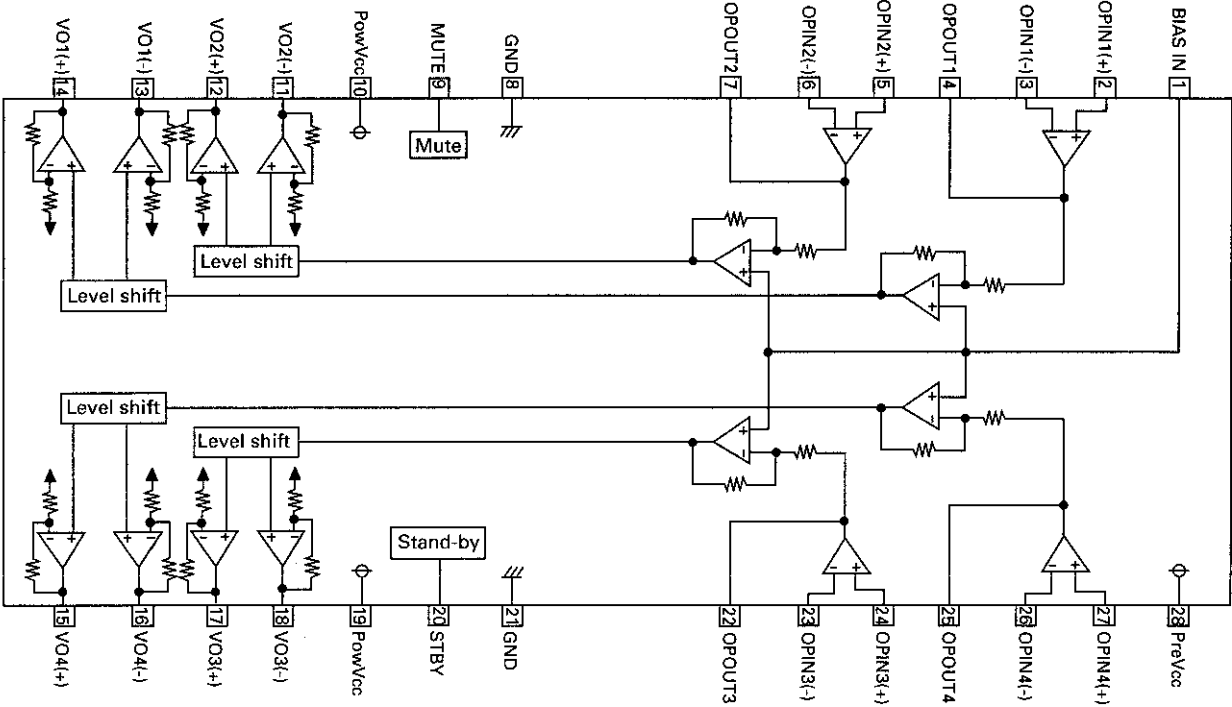 VO1(+)
VO1(-)
VO2(+)
VO2(-)
PowVcc
MUTE
GND
OPOUT2
OPIN2(-)
OPIN2(+)
OPOUT1
OPIN1(-)
OPIN1(+)
BIAS IN
14
13
12
11
10
9
8
7
6
5
4
3
2
1
Mute
Level shift
Level shift
Level shift
Level shift
Stand-by
15
16
17
18
19
20
21
22
23
24
25
26
27
28
VO4(+)
VO4(-)
VO3(+)
VO3(-)
PowVcc
STBY
GND
OPOUT3
OPIN3(-)
OPIN3(+)
OPOUT4
OPIN4(-)
OPIN4(+)
PreVcc